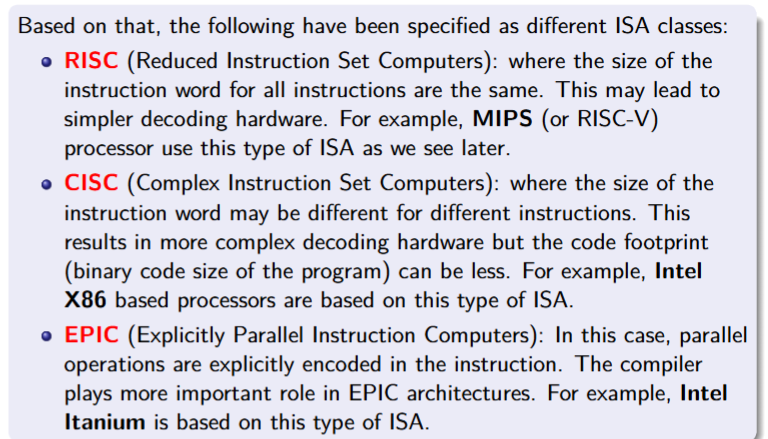 Based on that, the following have been specified as different ISA classes:
RISC (Reduced Instruction Set Computers): where the size of the
instruction word for all instructions are the same. This may lead to
simpler decoding hardware. For example, MIPS (or RISC-V)
processor use this type of ISA as we see later.
CISC (Complex Instruction Set Computers): where the size of the
instruction word may be different for different instructions. This
results in more complex decoding hardware but the code footprint
(binary code size of the program) can be less. For example, Intel
X86 based processors are based on this type of ISA.
EPIC (Explicitly Parallel Instruction Computers): In this case, parallel
operations are explicitly encoded in the instruction. The compiler
plays more important role in EPIC architectures. For example, Intel
Itanium is based on this type of ISA.